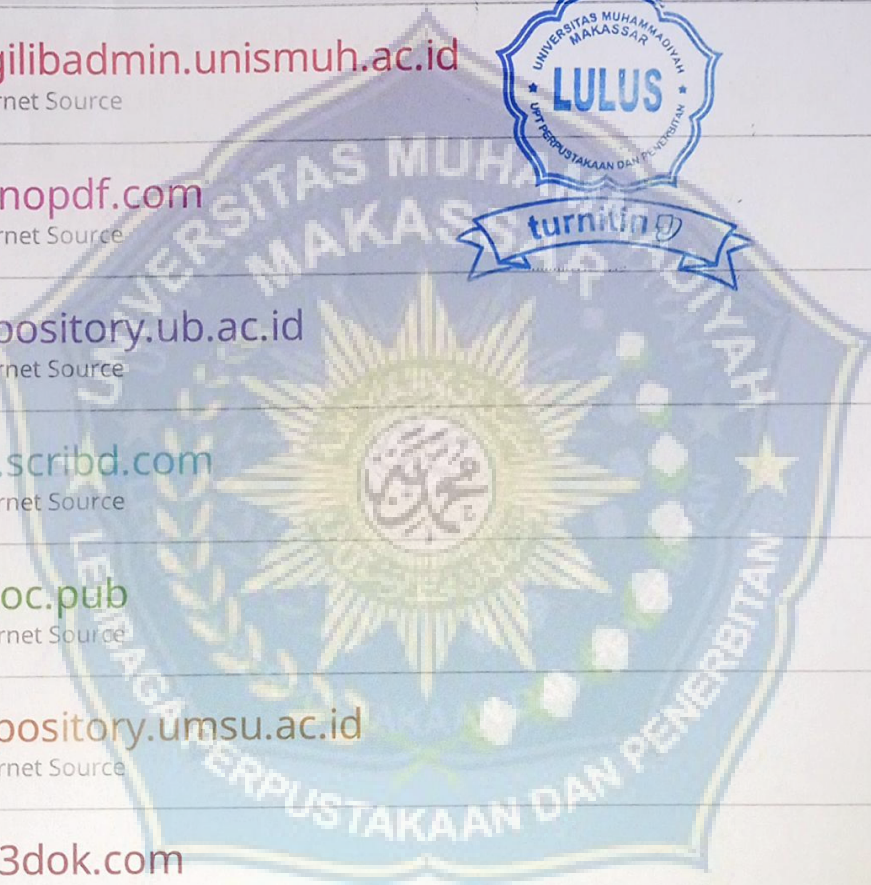 gilibadmin.unismuh.ac.id
rnet Source
nopdf.com
rnet Source
pository.ub.ac.id
rnet Source
.scribd.com
rnet Source
oc.pub
rnet Source
pository.umsu.ac.id
rnet Source
3dok.com
UNIVERSITAS MUHAMMADIYAH
MAKASSAR
LULUS
UPT PERPUSTAKAAN DAN PENERBITAN
turnitin
UNIVERSITAS MUHAMMADIYAH
MAKASSAR
محمد
LEMBAGA PERPUSTAKAAN DAN PENERBITAN